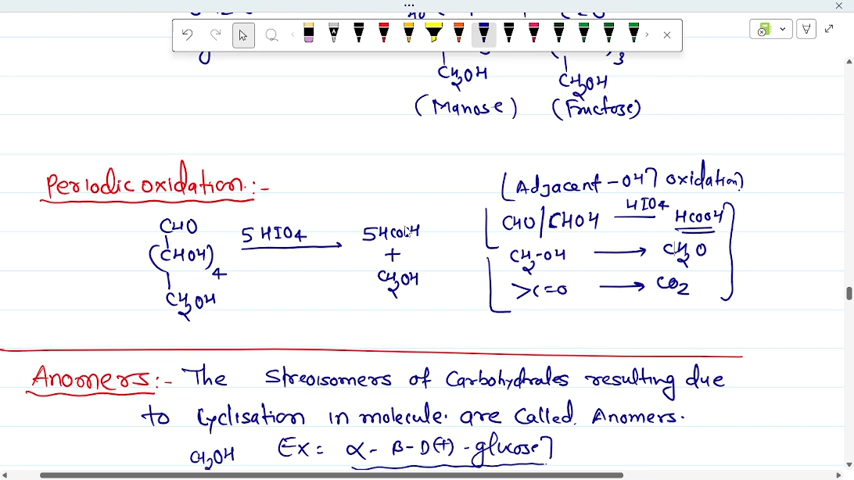 CH2OH
CH2OH
(Manose) (Fructose)
Periodic oxidation:-
(Adjacent-OH] oxidation)
CHO
(CHOH)4
CH2OH
5 HIO4
5HCOOH
+
CH2OH
CHO/CHOH HIO4 HCOOH
CH2-OH → CH2O
>C=O → CO2
Anomers:- The Streoisomers of Carbohydrales resulting due
to Cyclisation in molecule. are Called. Anomers.
CH2OH Ex = α- β-D(+)-glucose]